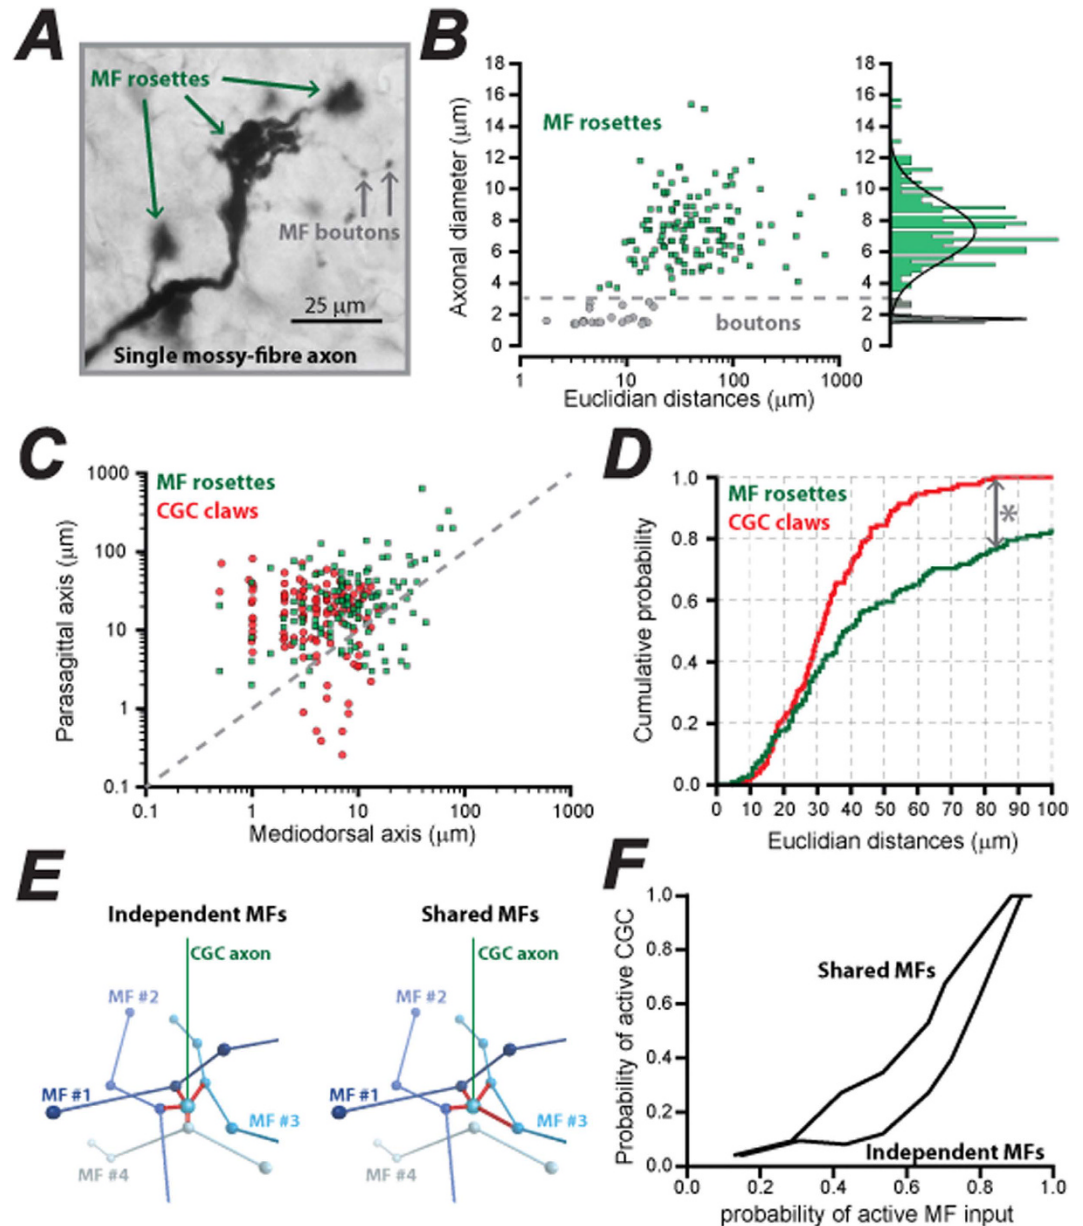 A
MF rosettes
MF boutons
25 μm
Single mossy-fibre axon
B
Axonal diameter (μm)
18
16
14
12
10
8
6
4
2
0
MF rosettes
boutons
1
10
100
1000
Euclidian distances (μm)
18
16
14
12
10
8
6
4
2
0
C
Parasagittal axis (μm)
1000
100
10
1
0.1
MF rosettes
CGC claws
0.1
1
10
100
1000
Mediodorsal axis (μm)
D
Cumulative probability
1.0
0.8
0.6
0.4
0.2
0.0
MF rosettes
CGC claws
*
0 10 20 30 40 50 60 70 80 90 100
Euclidian distances (μm)
E
Independent MFs
CGC axon
MF #2
MF #1
MF #3
MF #4
Shared MFs
CGC axon
MF #2
MF #1
MF #3
MF #4
F
Probability of active CGC
1.0
0.8
0.6
0.4
0.2
0.0
Shared MFs
Independent MFs
0.0 0.2 0.4 0.6 0.8 1.0
probability of active MF input